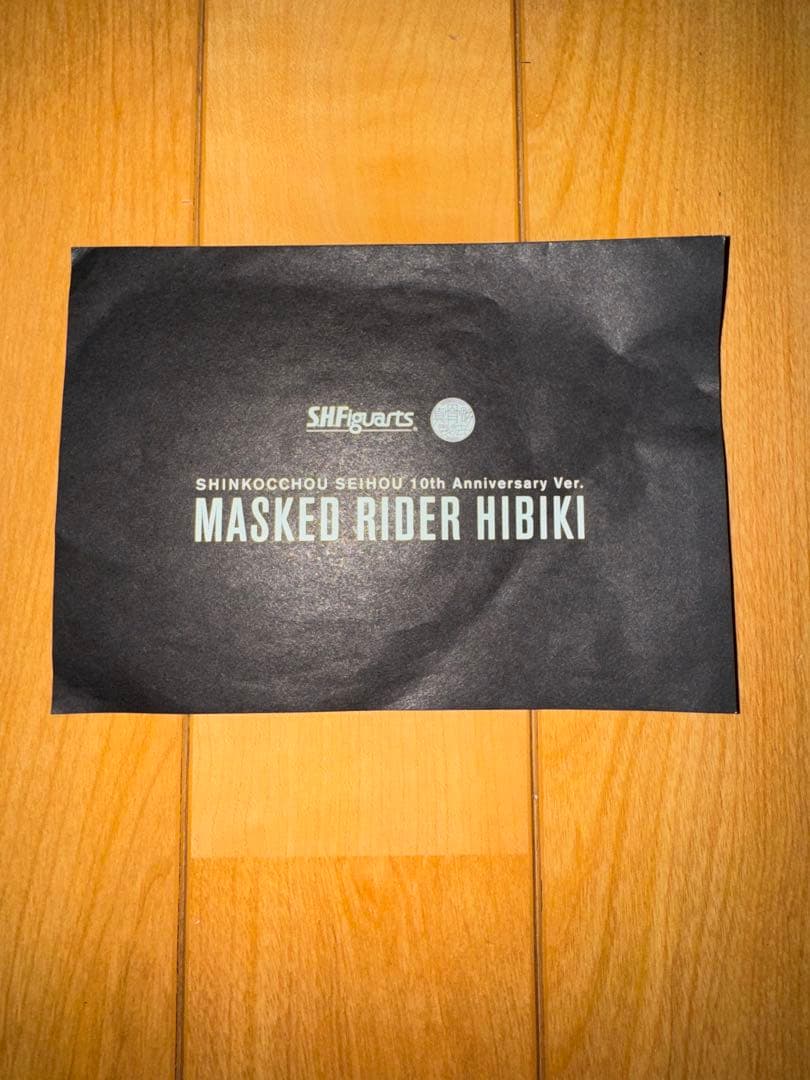 S.H.Figuarts
SHINKOCCHOU SEIHOU 10th Anniversary Ver.
MASKED RIDER HIBIKI